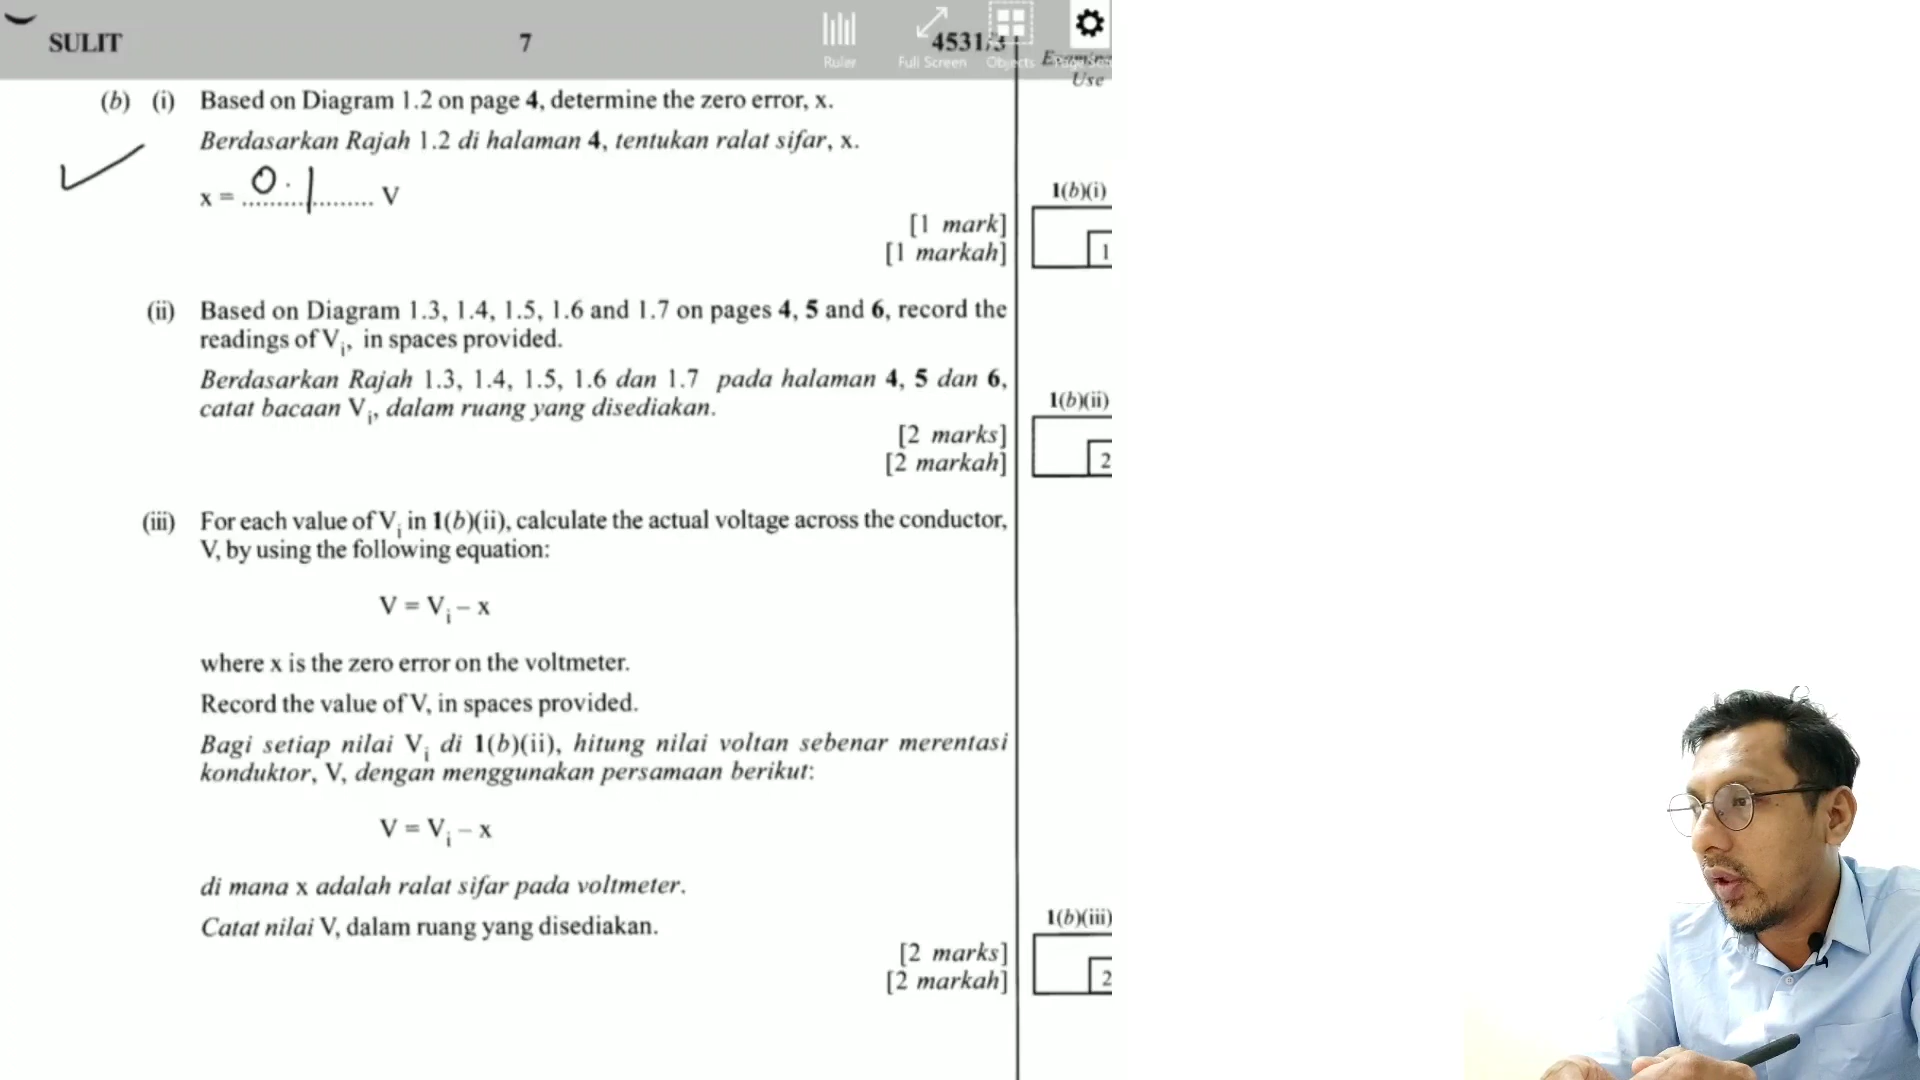 SULIT 7 4531/3
Ruler Full Screen Objects
Use
(b) (i) Based on Diagram 1.2 on page 4, determine the zero error, x.
Berdasarkan Rajah 1.2 di halaman 4, tentukan ralat sifar, x.
x = 0.1 V
1(b)(i)
[1 mark]
[1 markah]
1
(ii) Based on Diagram 1.3, 1.4, 1.5, 1.6 and 1.7 on pages 4, 5 and 6, record the
readings of Vi, in spaces provided.
Berdasarkan Rajah 1.3, 1.4, 1.5, 1.6 dan 1.7 pada halaman 4, 5 dan 6,
catat bacaan Vi, dalam ruang yang disediakan.
1(b)(ii)
[2 marks]
[2 markah]
2
(iii) For each value of Vi in 1(b)(ii), calculate the actual voltage across the conductor,
V, by using the following equation:
V = Vi – x
where x is the zero error on the voltmeter.
Record the value of V, in spaces provided.
Bagi setiap nilai Vi di 1(b)(ii), hitung nilai voltan sebenar merentasi
konduktor, V, dengan menggunakan persamaan berikut:
V = Vi – x
di mana x adalah ralat sifar pada voltmeter.
Catat nilai V, dalam ruang yang disediakan.
1(b)(iii)
[2 marks]
[2 markah]
2